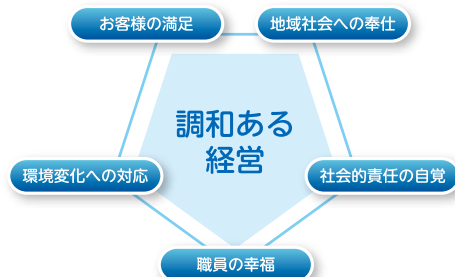 お客様の満足
地域社会への奉仕
調和ある
経営
環境変化への対応
社会的責任の自覚
職員の幸福